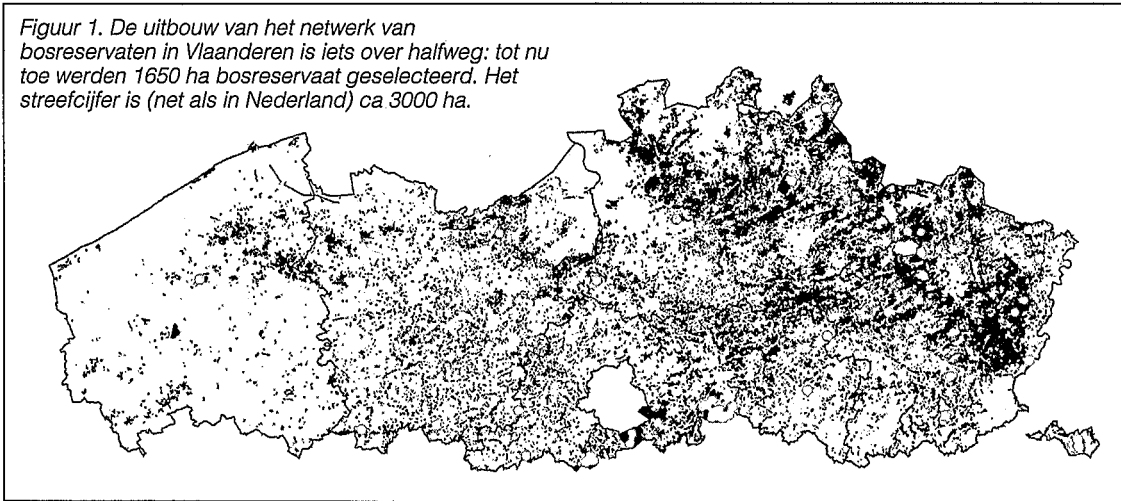 Figuur 1. De uitbouw van het netwerk van
bosreservaten in Vlaanderen is iets over halfweg: tot nu
toe werden 1650 ha bosreservaat geselecteerd. Het
streefcijfer is (net als in Nederland) ca 3000 ha.